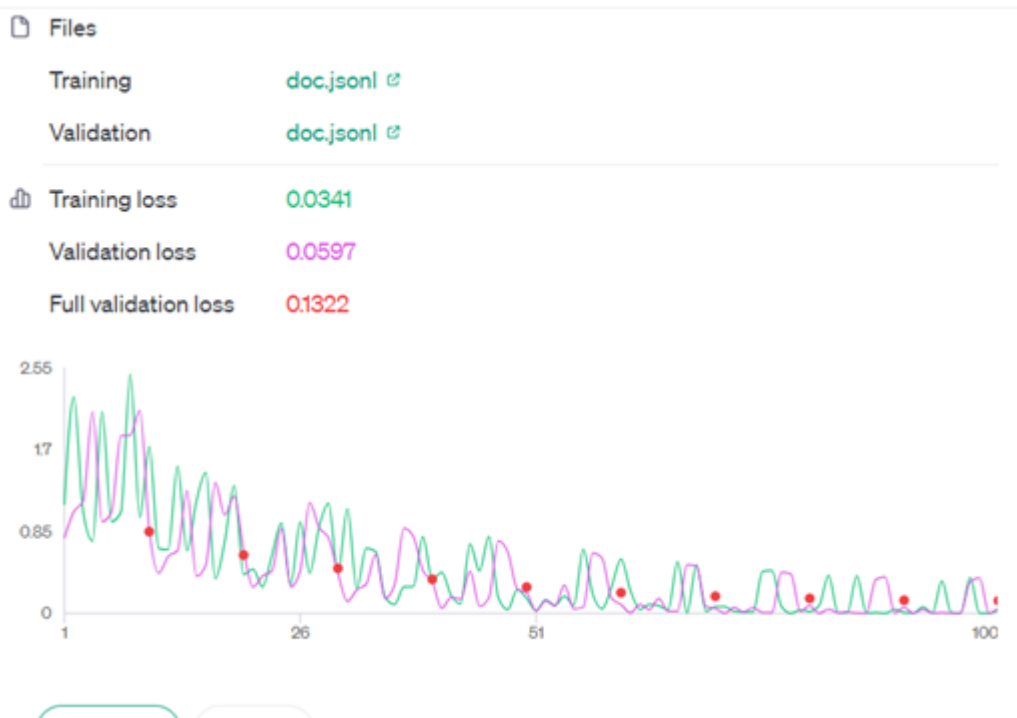 Files
Training doc.jsonl
Validation doc.jsonl
Training loss 0.0341
Validation loss 0.0597
Full validation loss 0.1322
2.55
1.7
0.85
0
1 26 51 100